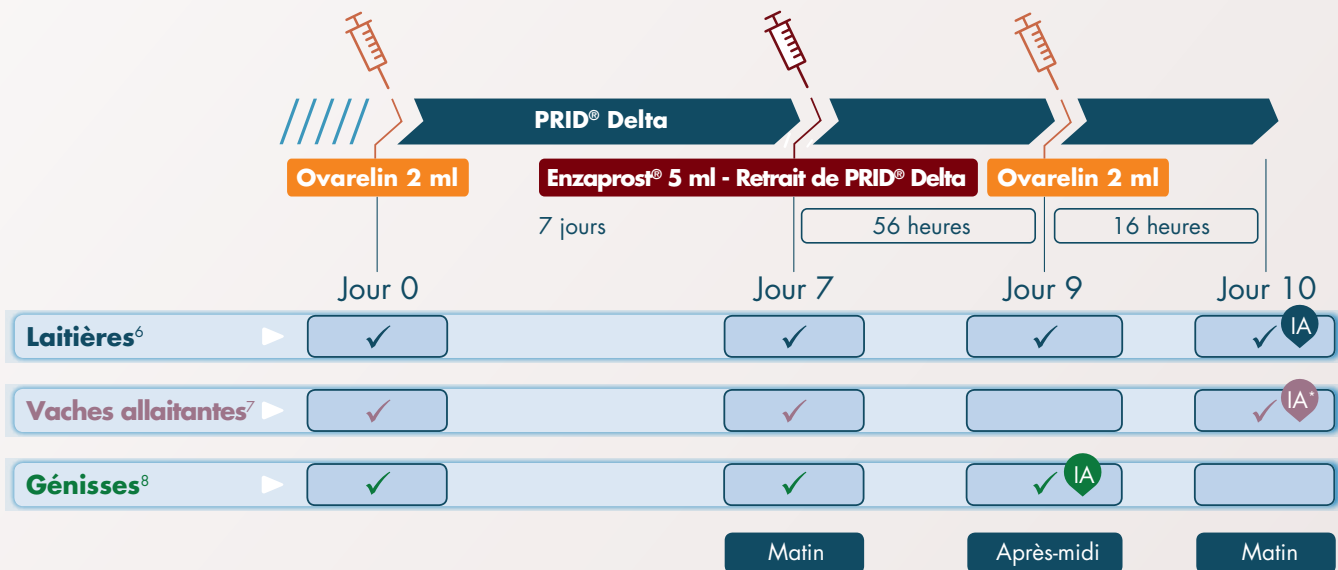 PRID® Delta
Ovarelin 2 ml
Enzaprost® 5 ml - Retrait de PRID® Delta
Ovarelin 2 ml
7 jours
56 heures
16 heures
Jour 0
Jour 7
Jour 9
Jour 10
Laitières⁶
IA
Vaches allaitantes⁷
IA*
Génisses⁸
IA
Matin
Après-midi
Matin